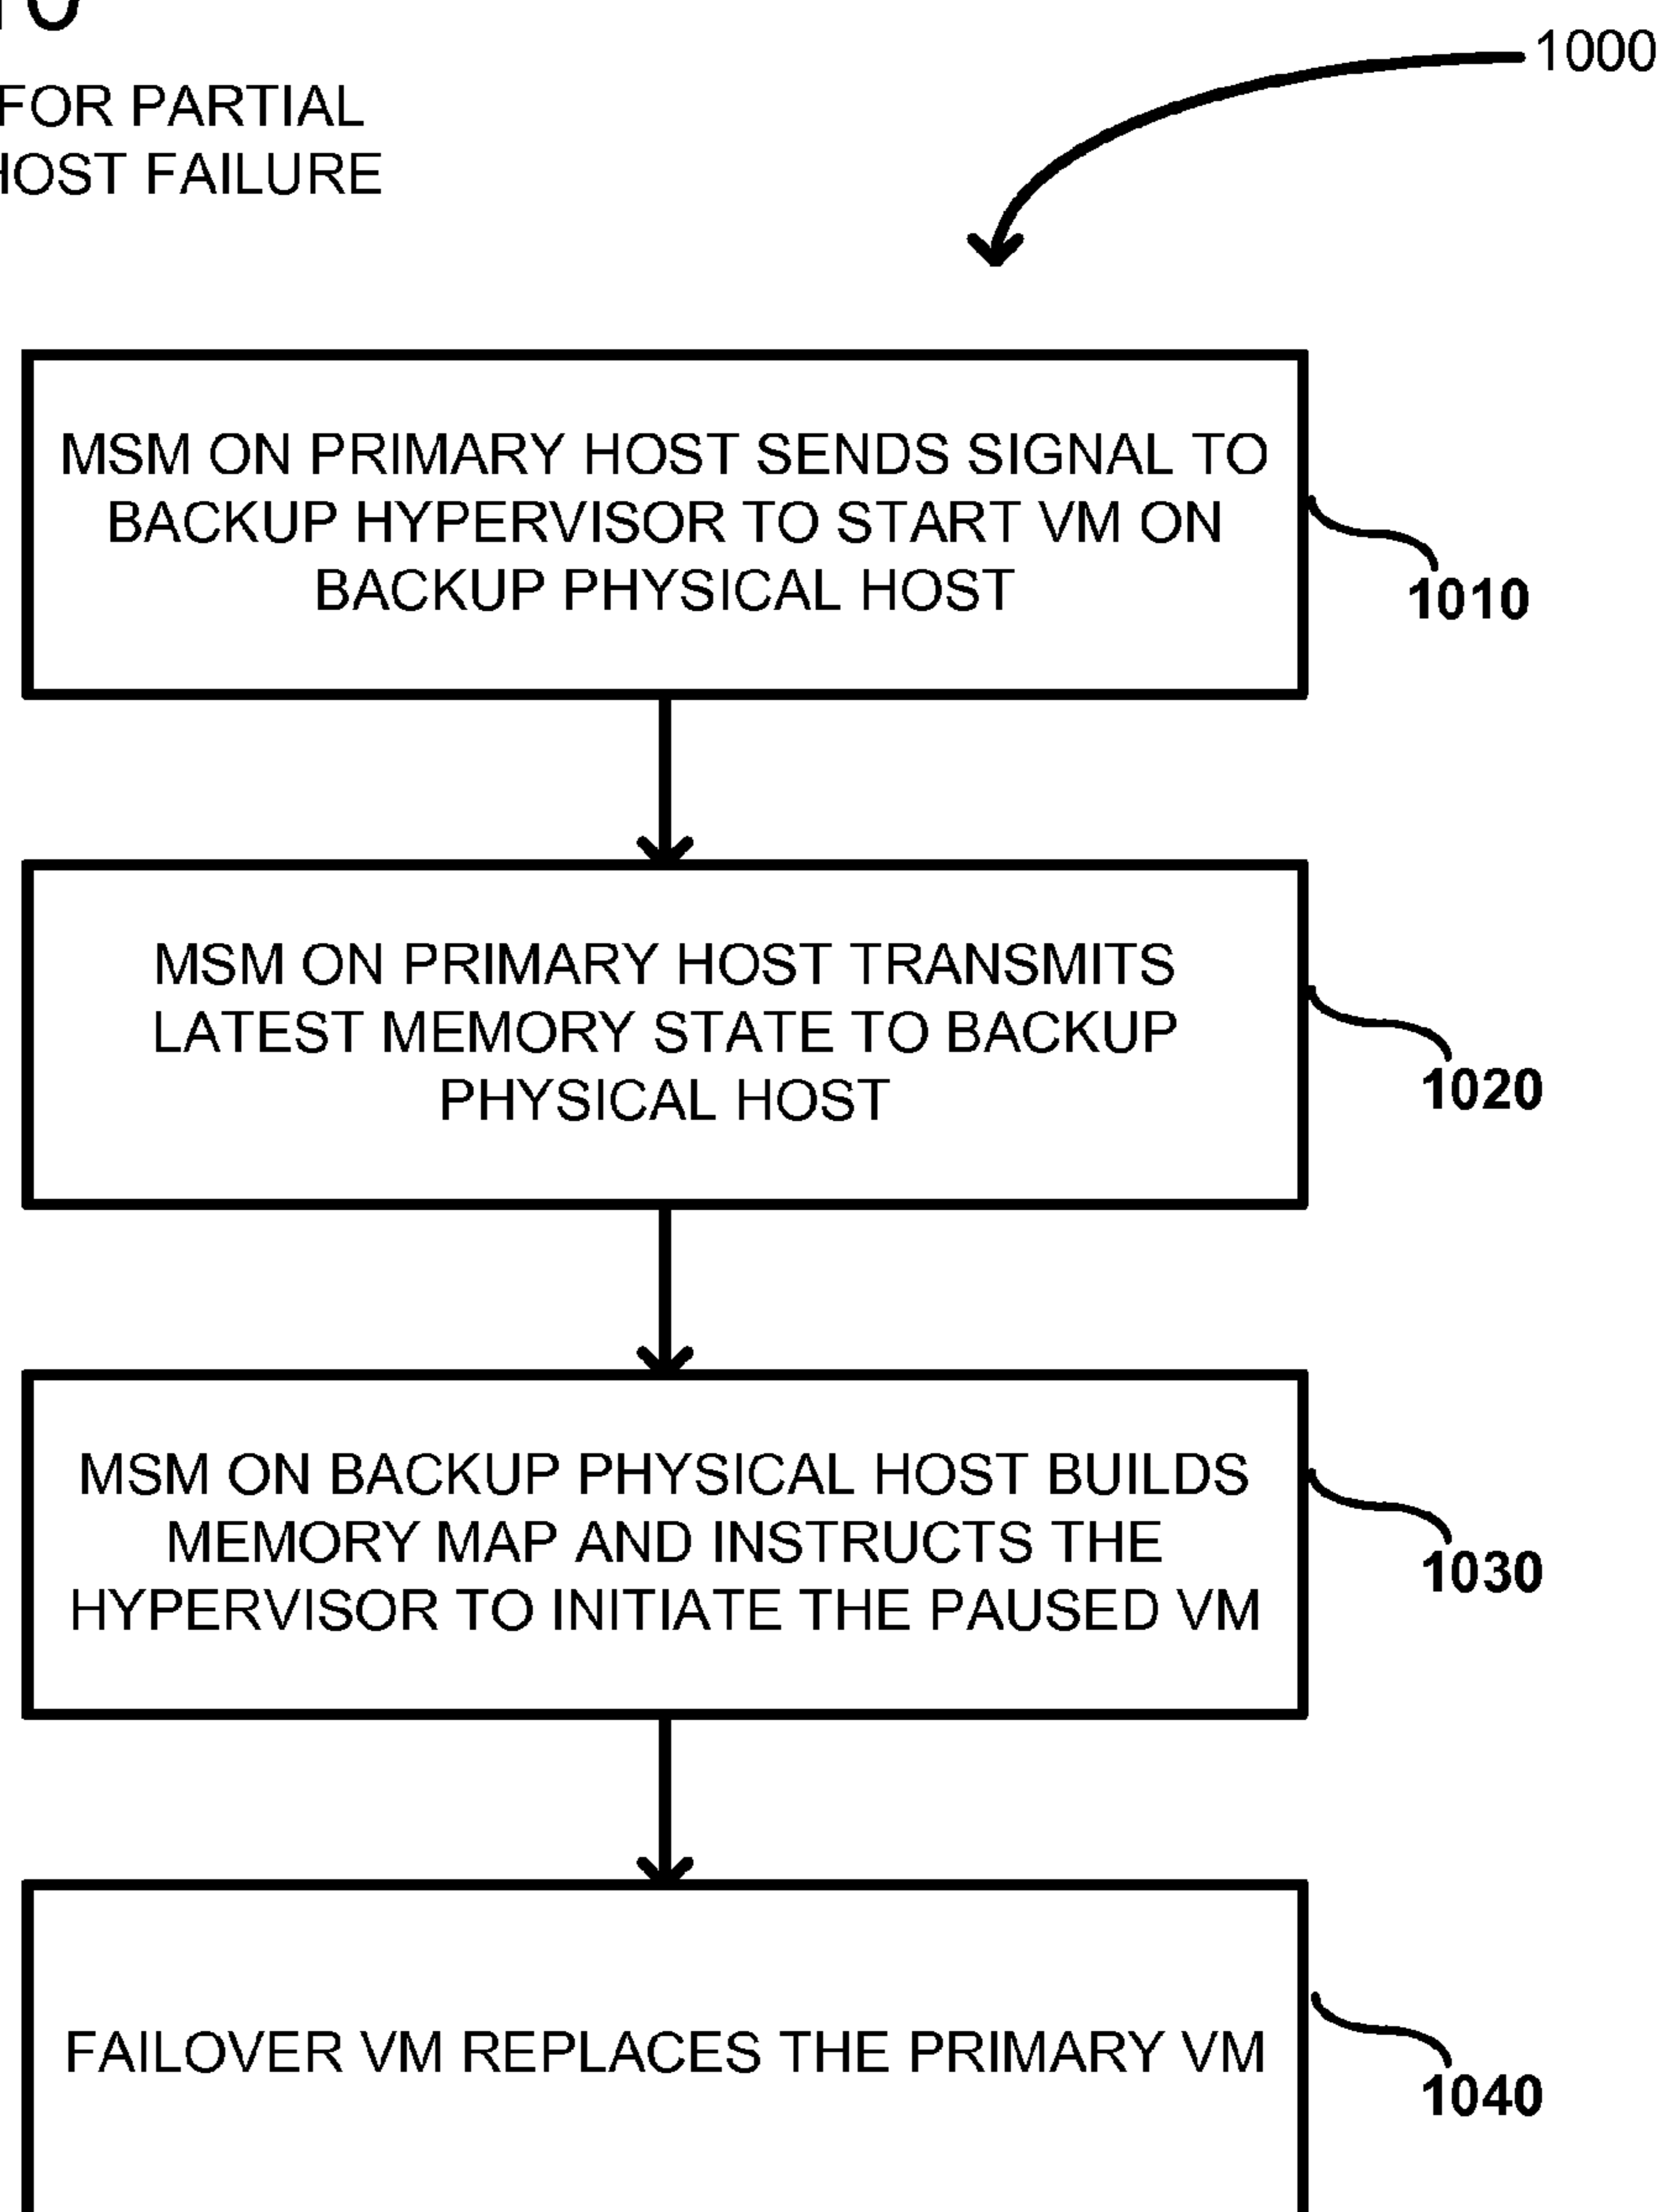 1000
FOR PARTIAL
HOST FAILURE
MSM ON PRIMARY HOST SENDS SIGNAL TO
BACKUP HYPERVISOR TO START VM ON
BACKUP PHYSICAL HOST
1010
MSM ON PRIMARY HOST TRANSMITS
LATEST MEMORY STATE TO BACKUP
PHYSICAL HOST
1020
MSM ON BACKUP PHYSICAL HOST BUILDS
MEMORY MAP AND INSTRUCTS THE
HYPERVISOR TO INITIATE THE PAUSED VM
1030
FAILOVER VM REPLACES THE PRIMARY VM
1040